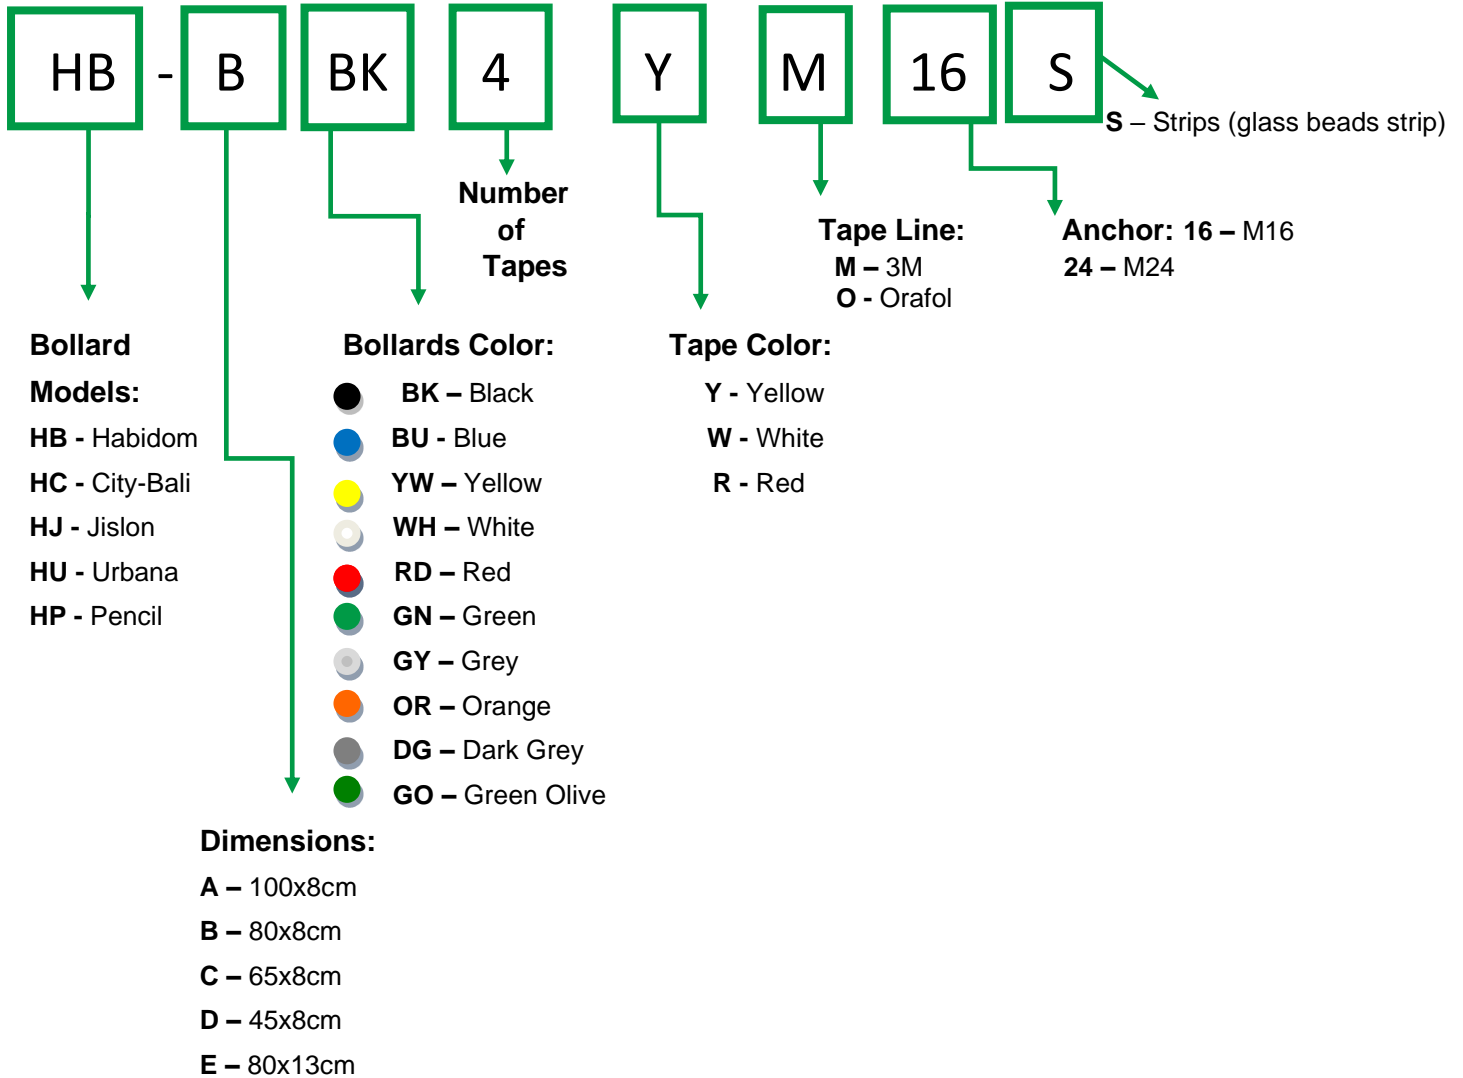 HB - B BK 4 Y M 16 S
S – Strips (glass beads strip)
Number
of
Tapes
Tape Line:
M – 3M
O - Orafol
Anchor: 16 – M16
24 – M24
Bollard
Models:
HB - Habidom
HC - City-Bali
HJ - Jislon
HU - Urbana
HP - Pencil
Bollards Color:
BK – Black
BU - Blue
YW – Yellow
WH – White
RD – Red
GN – Green
GY – Grey
OR – Orange
DG – Dark Grey
GO – Green Olive
Tape Color:
Y - Yellow
W - White
R - Red
Dimensions:
A – 100x8cm
B – 80x8cm
C – 65x8cm
D – 45x8cm
E – 80x13cm